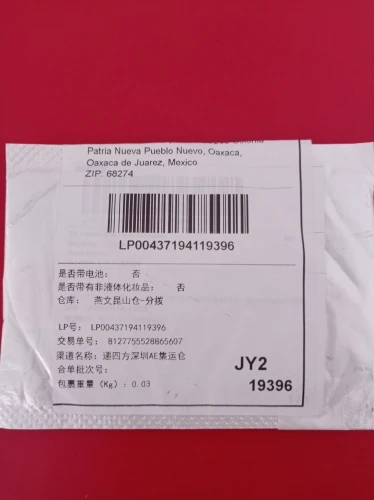 Patria Nueva Pueblo Nuevo, Oaxaca,
Oaxaca de Juarez, Mexico
ZIP: 68274
LP00437194119396
是否带电池: 否
是否带有非液体化妆品: 否
仓库: 燕文昆山仓-分拨
LP号: LP00437194119396
交易单号: 8127755528865607
渠道名称: 递四方深圳AE集运仓
合单批次号:
包裹重量 (Kg): 0.03
JY2
19396